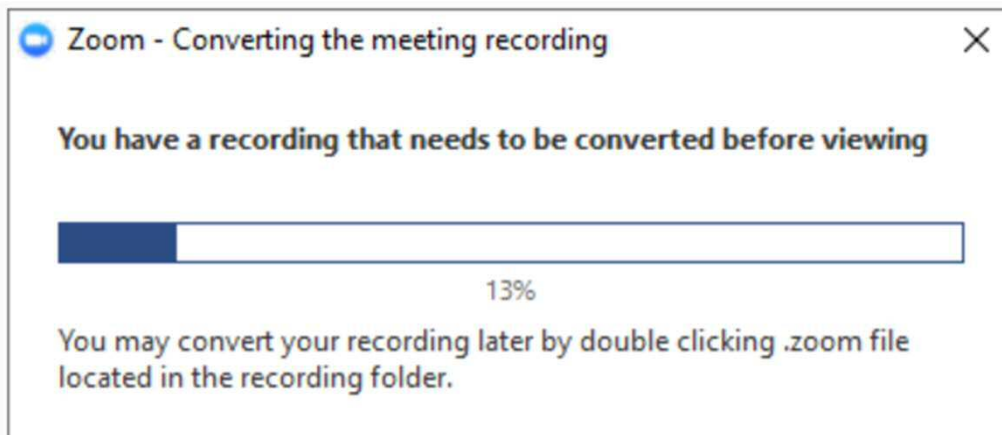 Zoom - Converting the meeting recording
You have a recording that needs to be converted before viewing
13%
You may convert your recording later by double clicking .zoom file
located in the recording folder.